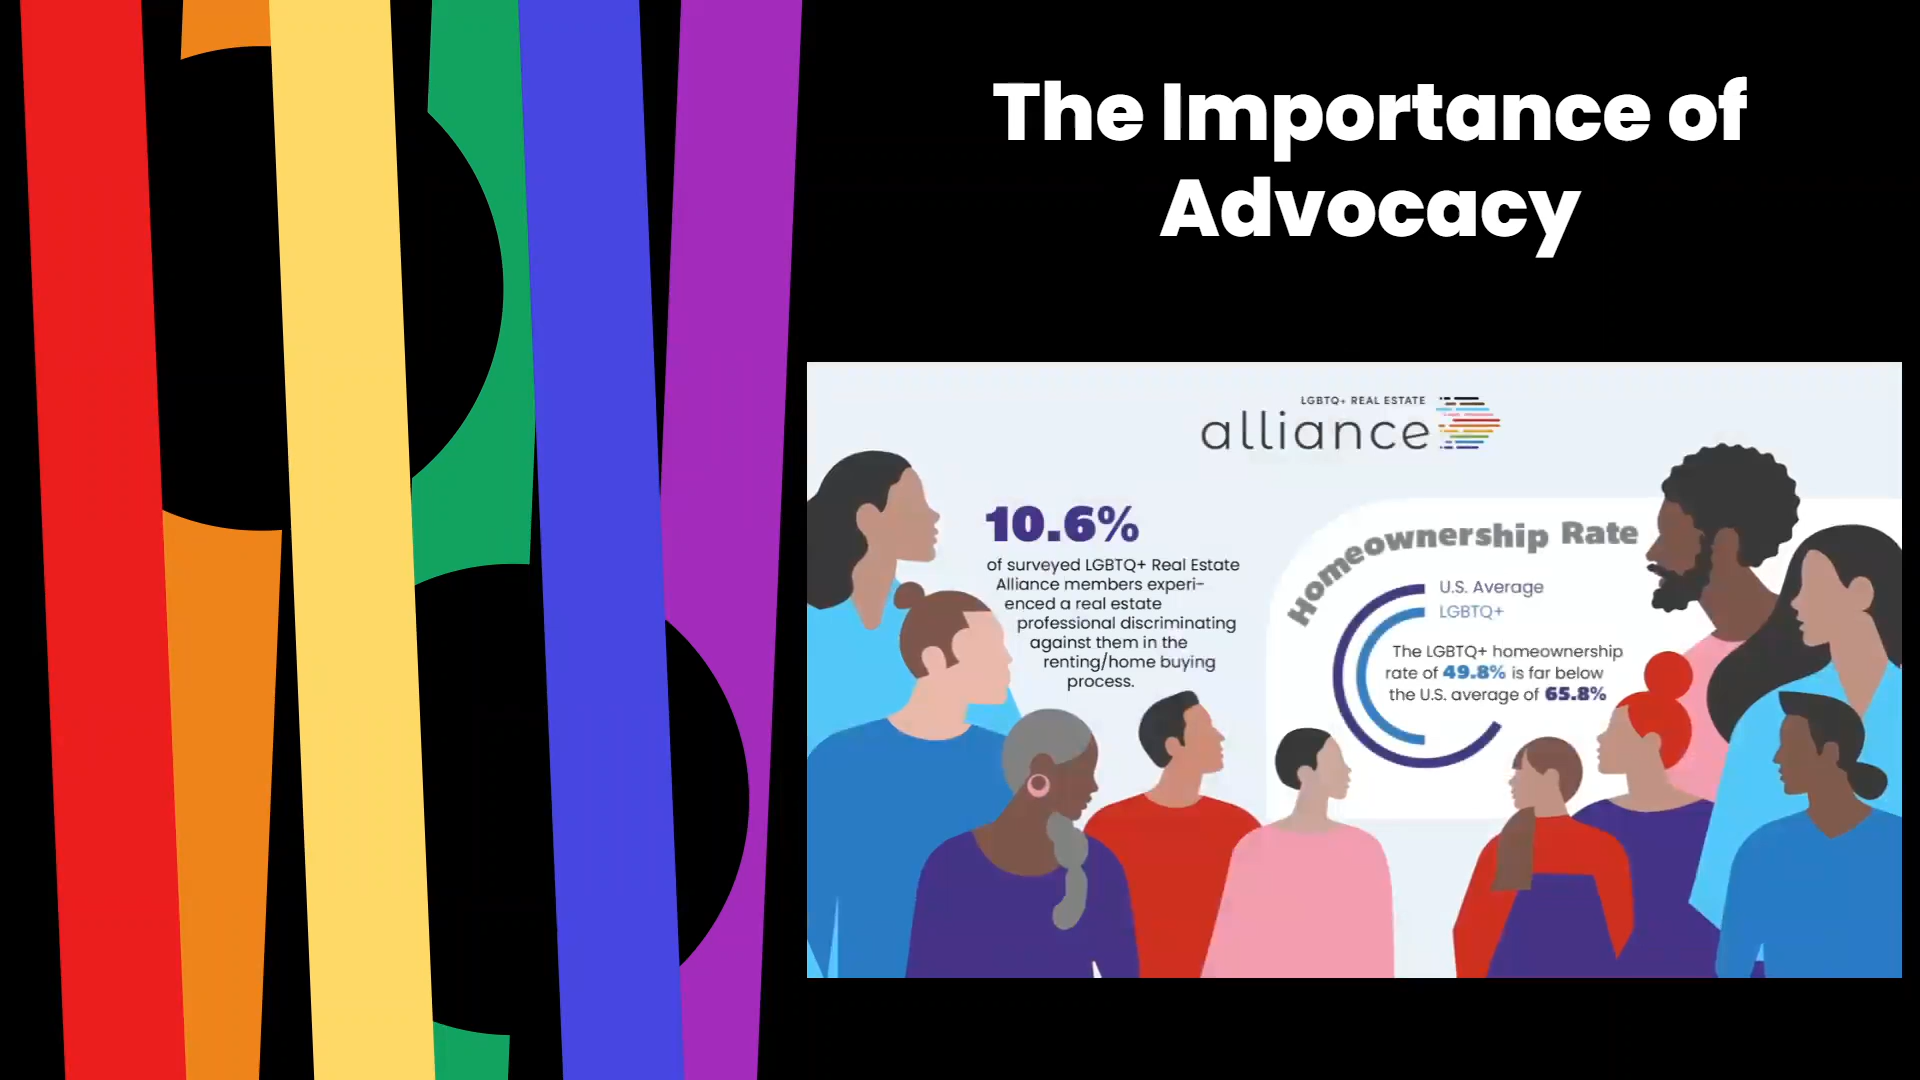 The Importance of
Advocacy
LGBTQ+ REAL ESTATE
alliance
10.6%
of surveyed LGBTQ+ Real Estate
Alliance members experi-
enced a real estate
professional discriminating
against them in the
renting/home buying
process.
Homeownership Rate
U.S. Average
LGBTQ+
The LGBTQ+ homeownership
rate of 49.8% is far below
the U.S. average of 65.8%